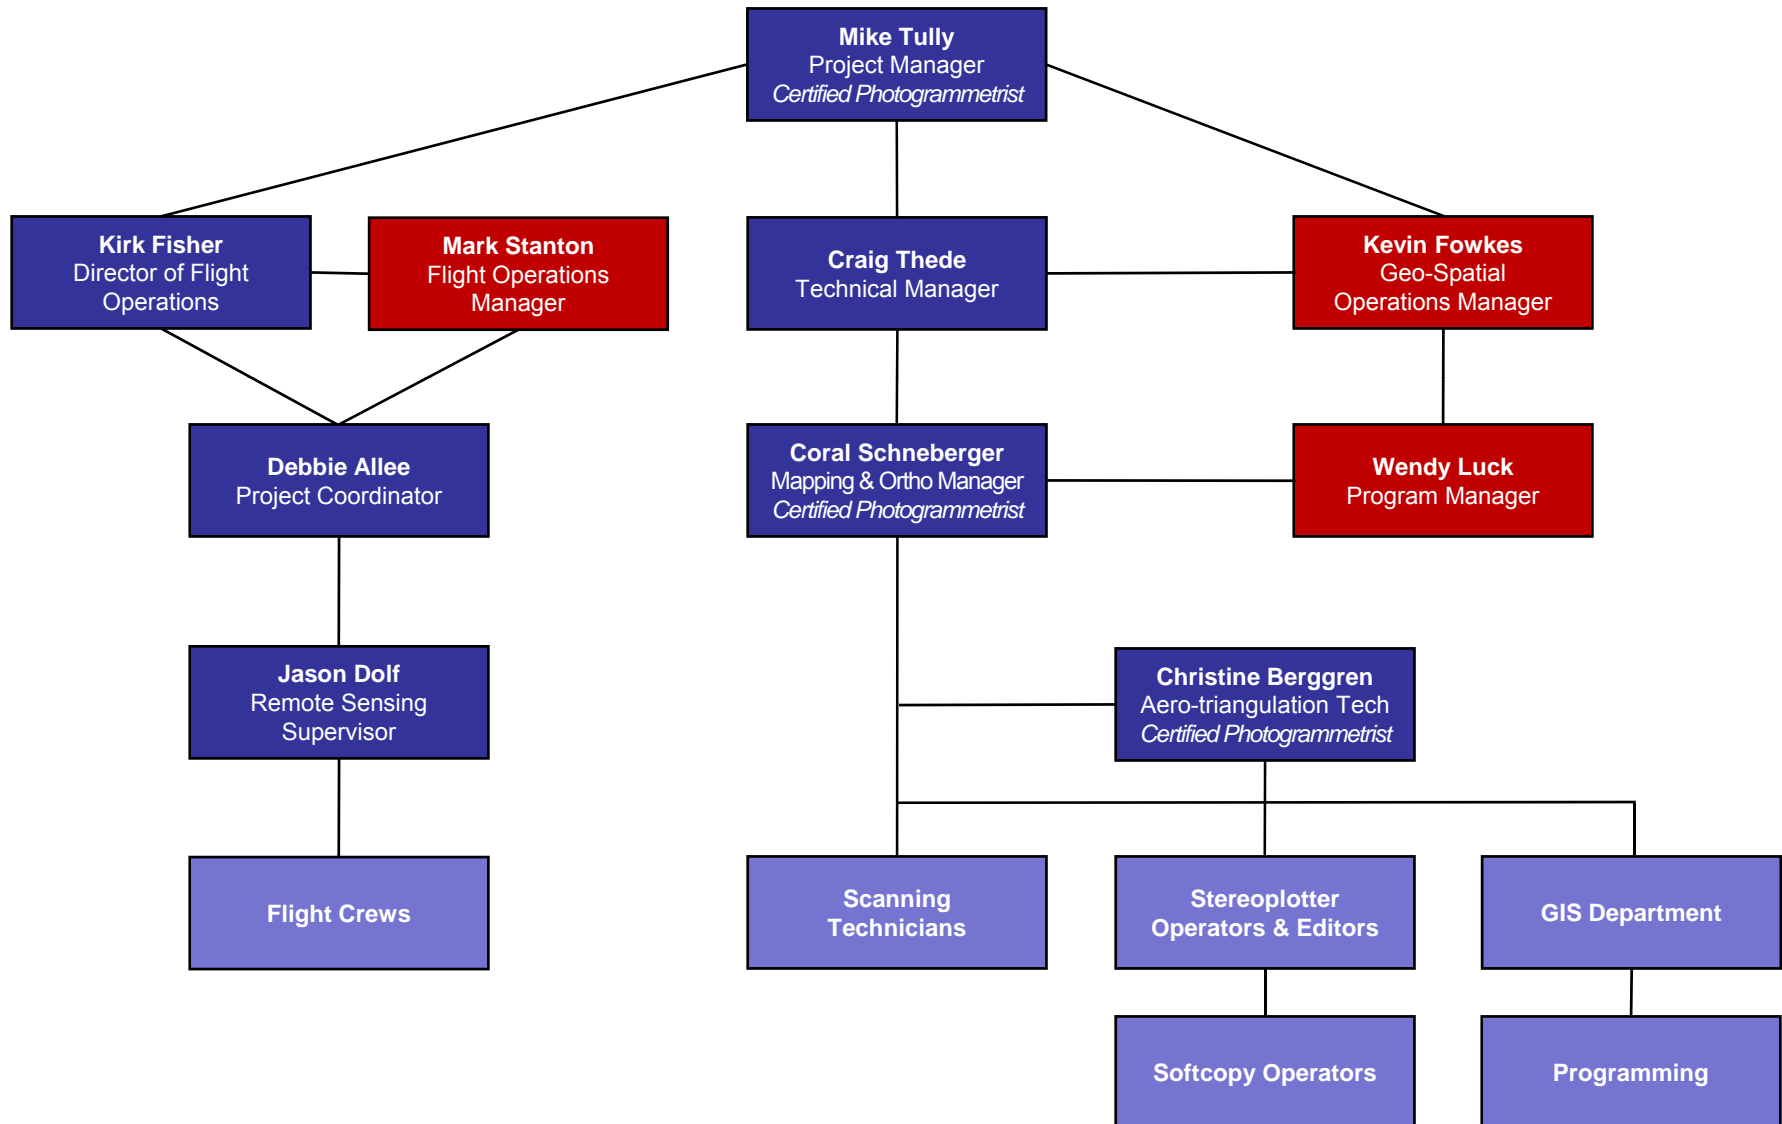 Mike Tully
Project Manager
Certified Photogrammetrist
Kirk Fisher
Director of Flight
Operations
Mark Stanton
Flight Operations
Manager
Craig Thede
Technical Manager
Kevin Fowkes
Geo-Spatial
Operations Manager
Debbie Allee
Project Coordinator
Coral Schneberger
Mapping & Ortho Manager
Certified Photogrammetrist
Wendy Luck
Program Manager
Jason Dolf
Remote Sensing
Supervisor
Christine Berggren
Aero-triangulation Tech
Certified Photogrammetrist
Flight Crews
Scanning
Technicians
Stereoplotter
Operators & Editors
GIS Department
Softcopy Operators
Programming